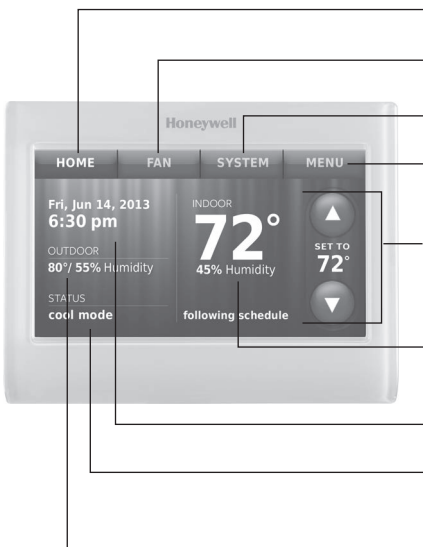 Honeywell
HOME FAN SYSTEM MENU
Fri, Jun 14, 2013
6:30 pm
OUTDOOR
80°/ 55% Humidity
STATUS
cool mode
INDOOR
72°
45% Humidity
following schedule
SET TO
72°